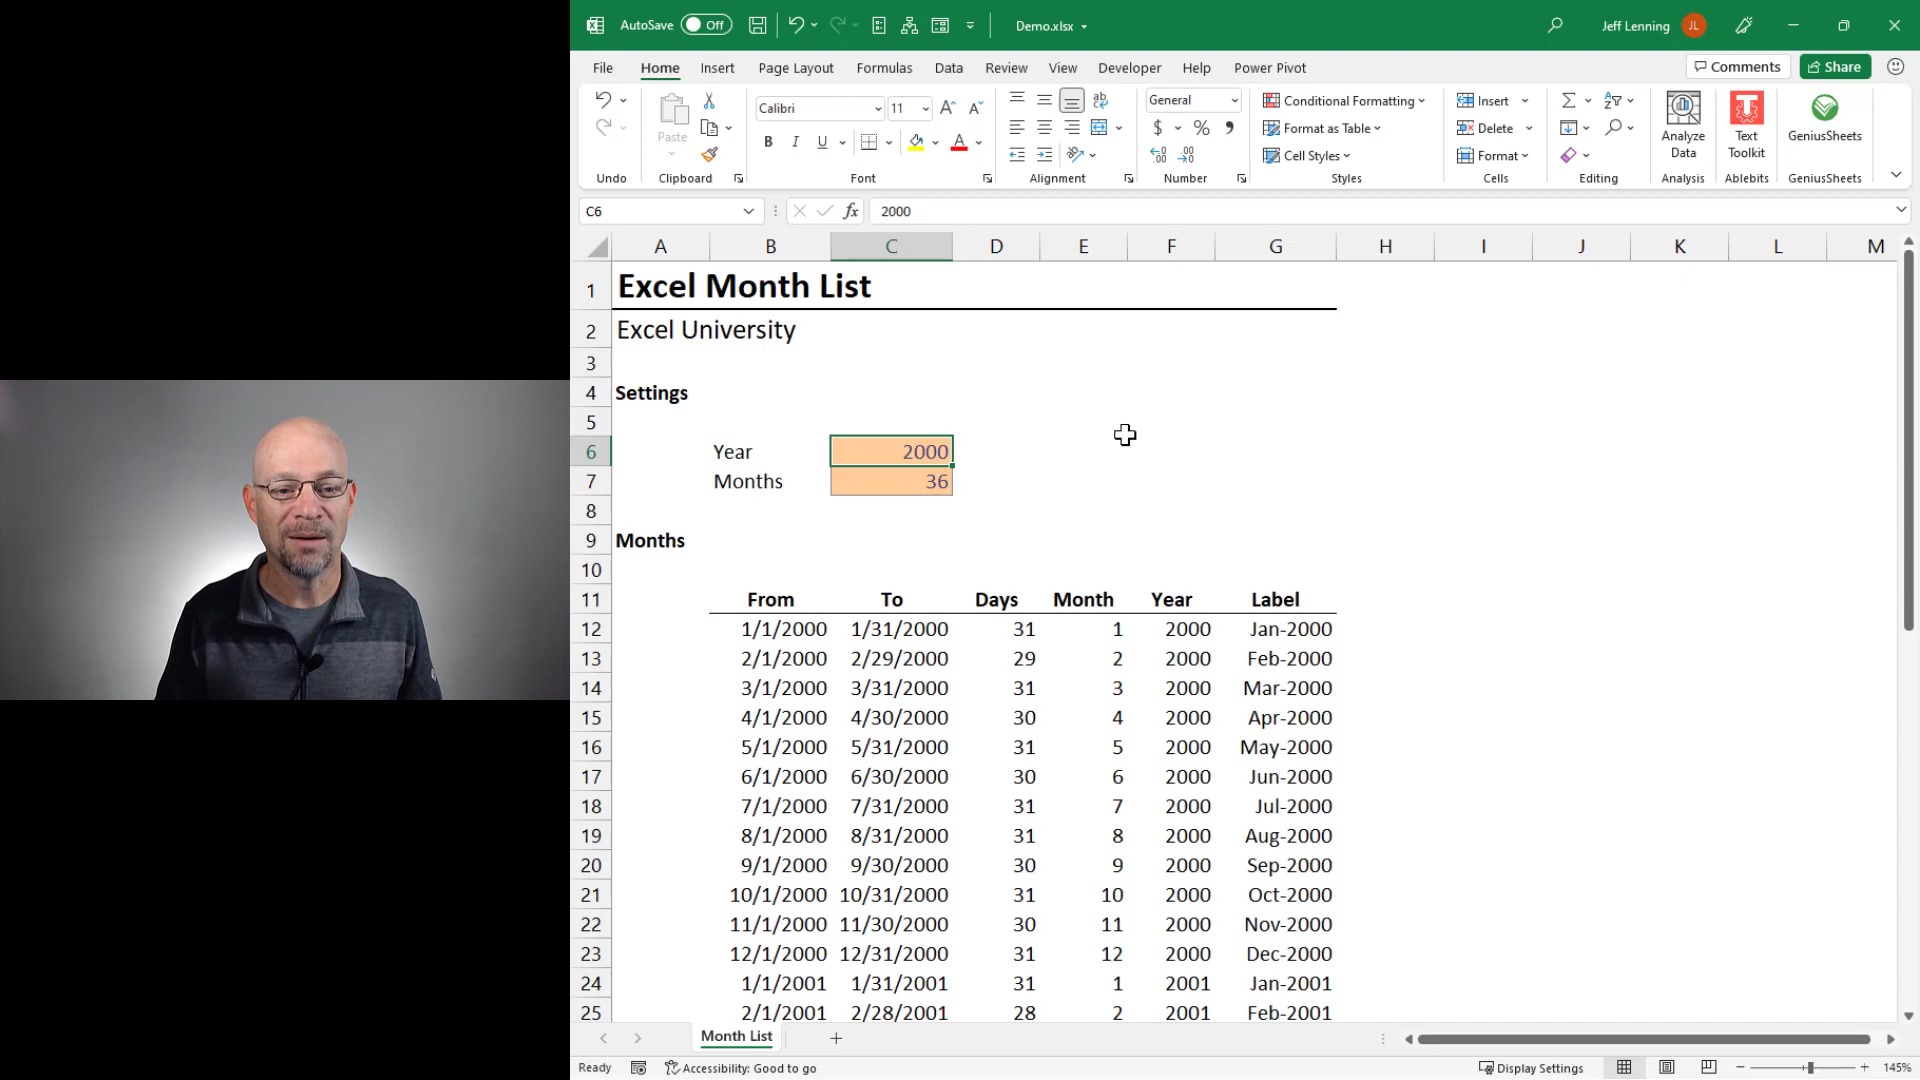 AutoSave Off Demo.xlsx Jeff Lenning JL
File Home Insert Page Layout Formulas Data Review View Developer Help Power Pivot Comments Share
Paste Calibri 11 General Conditional Formatting Insert
B I U $ % Format as Table Delete Analyze Data Text Toolkit GeniusSheets
Cell Styles Format
Undo Clipboard Font Alignment Number Styles Cells Editing Analysis Ablebits GeniusSheets
C6 fx 2000
A B C D E F G H I J K L M
1 Excel Month List
2 Excel University
3
4 Settings
5
6 Year 2000
7 Months 36
8
9 Months
10
11 From To Days Month Year Label
12 1/1/2000 1/31/2000 31 1 2000 Jan-2000
13 2/1/2000 2/29/2000 29 2 2000 Feb-2000
14 3/1/2000 3/31/2000 31 3 2000 Mar-2000
15 4/1/2000 4/30/2000 30 4 2000 Apr-2000
16 5/1/2000 5/31/2000 31 5 2000 May-2000
17 6/1/2000 6/30/2000 30 6 2000 Jun-2000
18 7/1/2000 7/31/2000 31 7 2000 Jul-2000
19 8/1/2000 8/31/2000 31 8 2000 Aug-2000
20 9/1/2000 9/30/2000 30 9 2000 Sep-2000
21 10/1/2000 10/31/2000 31 10 2000 Oct-2000
22 11/1/2000 11/30/2000 30 11 2000 Nov-2000
23 12/1/2000 12/31/2000 31 12 2000 Dec-2000
24 1/1/2001 1/31/2001 31 1 2001 Jan-2001
25 2/1/2001 2/28/2001 28 2 2001 Feb-2001
Month List
Ready Accessibility: Good to go Display Settings 145%